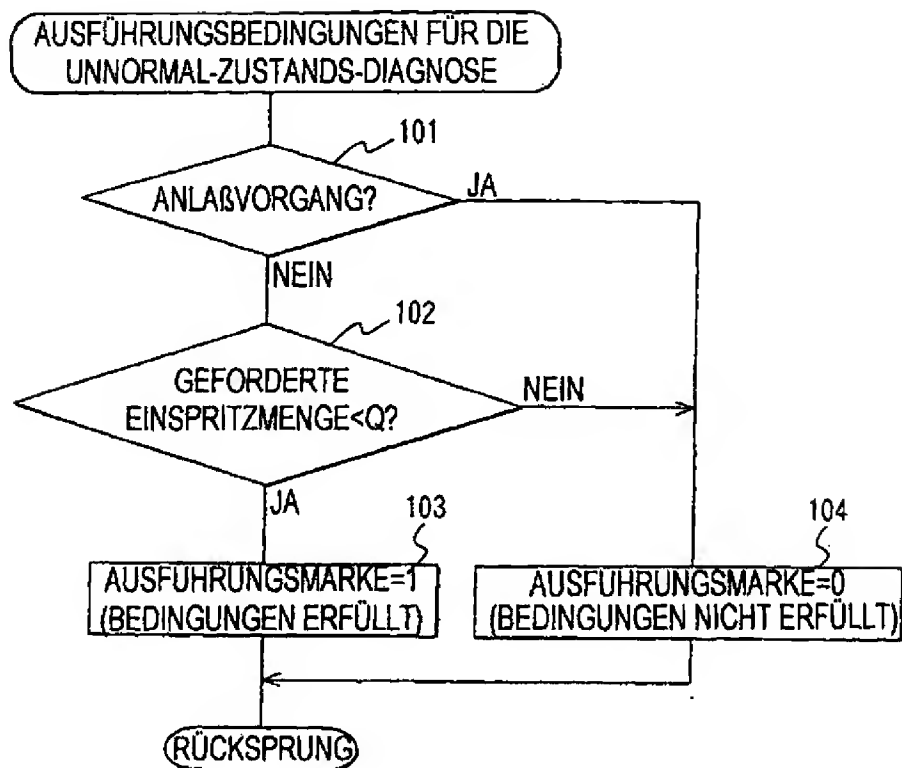 AUSFÜHRUNGSBEDINGUNGEN FÜR DIE
UNNORMAL-ZUSTANDS-DIAGNOSE
101
ANLAßVORGANG?
JA
NEIN
102
GEFORDERTE
EINSPRITZMENGE<Q?
NEIN
JA
103
AUSFÜHRUNGSMARKE=1
(BEDINGUNGEN ERFÜLLT)
104
AUSFÜHRUNGSMARKE=0
(BEDINGUNGEN NICHT ERFÜLLT)
RÜCKSPRUNG